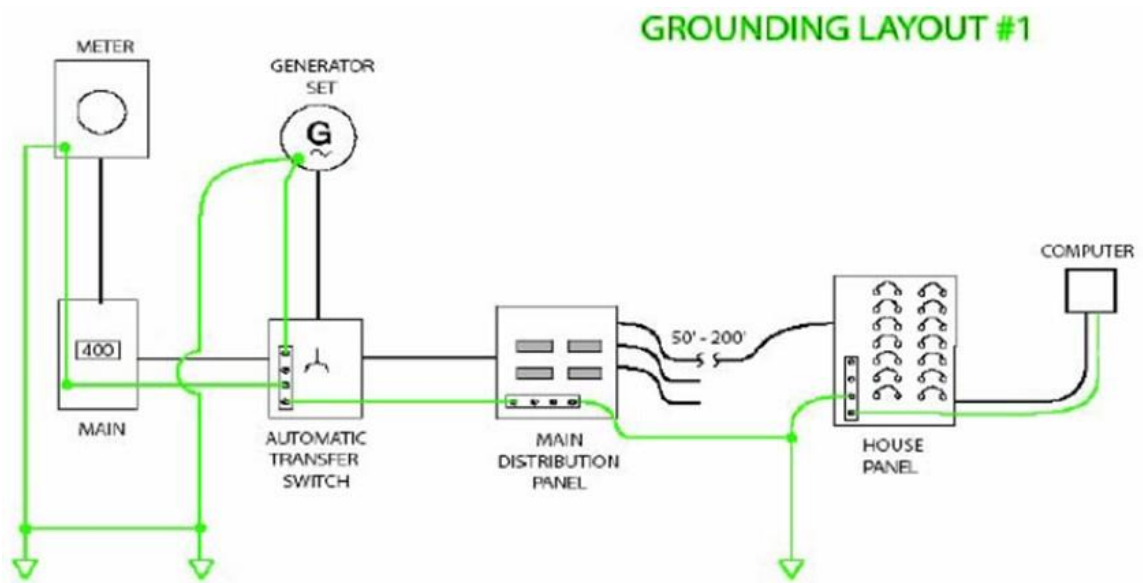 GROUNDING LAYOUT #1
METER
GENERATOR
SET
G
400
MAIN
AUTOMATIC
TRANSFER
SWITCH
MAIN
DISTRIBUTION
PANEL
50' - 200'
HOUSE
PANEL
COMPUTER